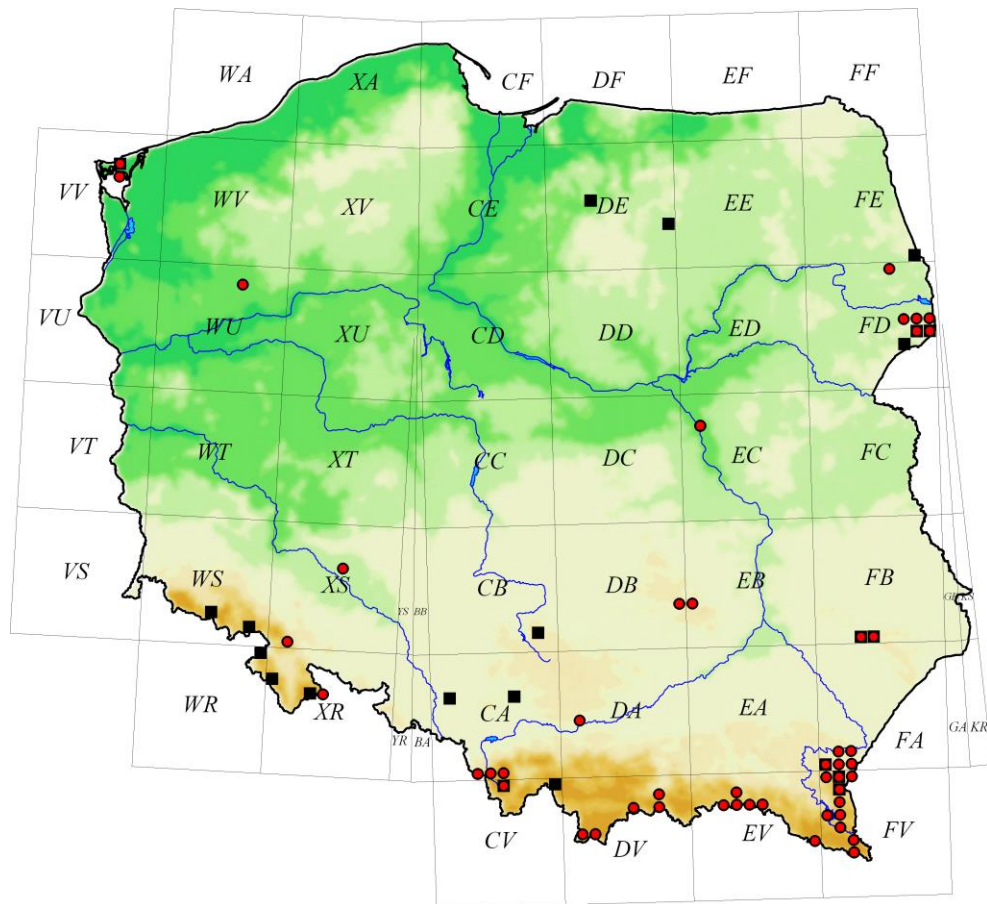 WA XA CF DF EF FF
VV WV XV CE DE EE FE
VU WU XU CD DD ED FD
VT WT XT CC DC EC FC
VS WS XS YS BB CB DB EB FB
WR XR YR BA CA DA EA FA GA KR
CV DV EV FV